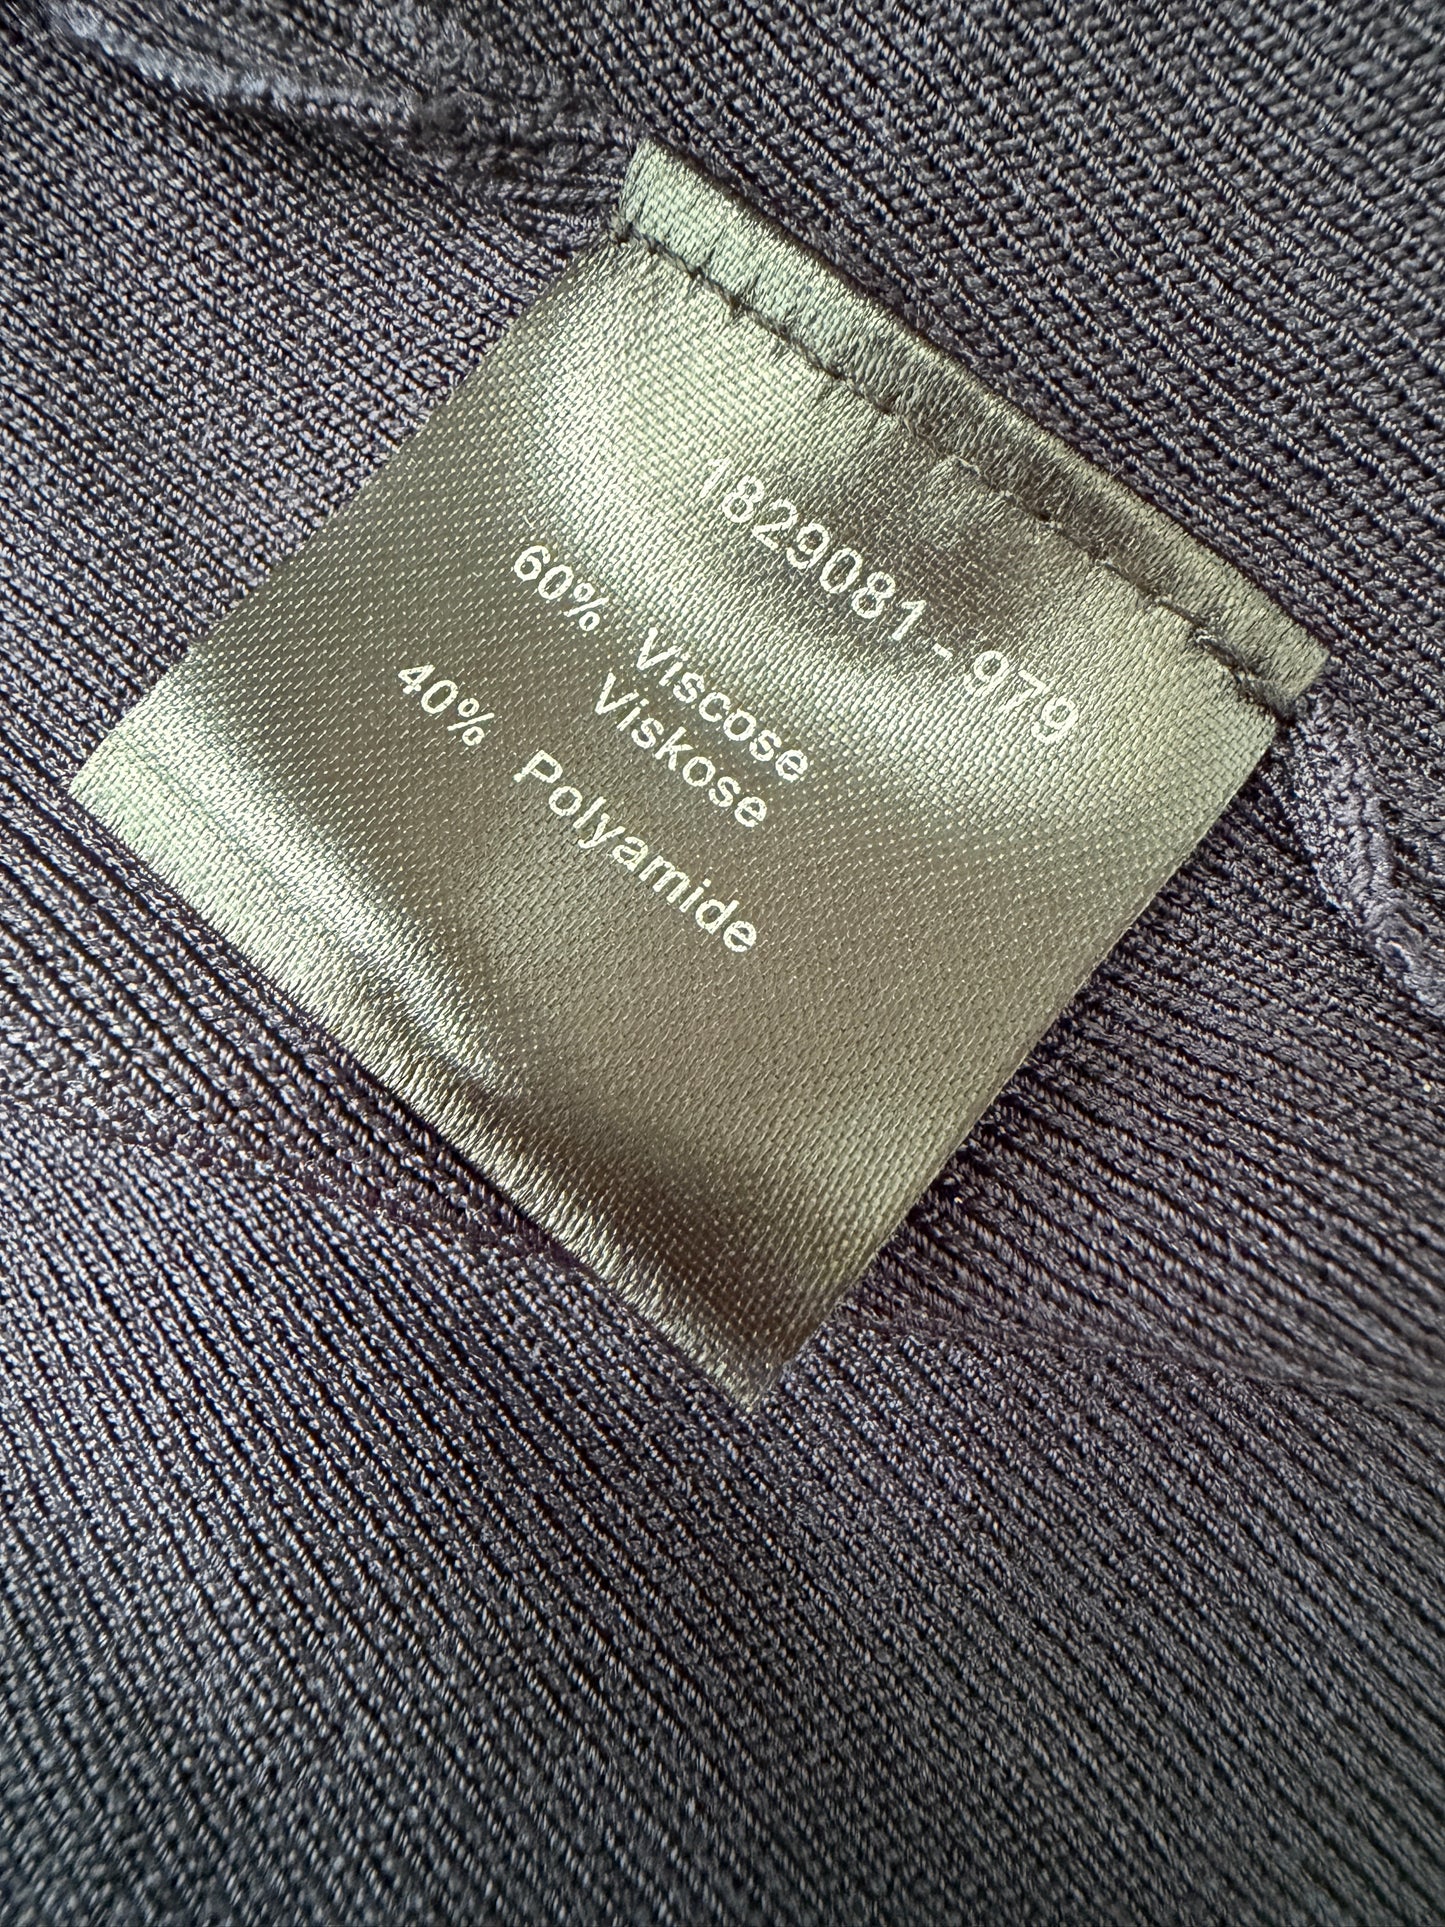 1829081-979
60% Viscose
Viskose
40% Polyamide